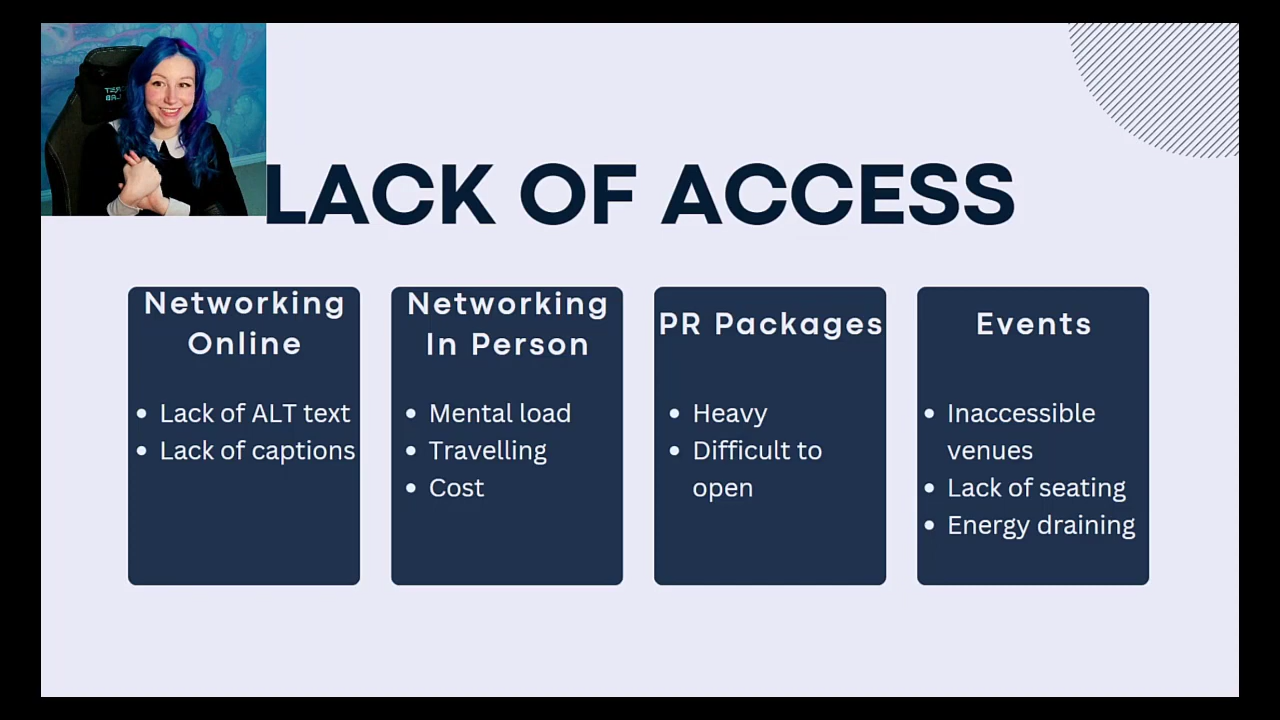 LACK OF ACCESS
Networking
Online
• Lack of ALT text
• Lack of captions
Networking
In Person
• Mental load
• Travelling
• Cost
PR Packages
• Heavy
• Difficult to
open
Events
• Inaccessible
venues
• Lack of seating
• Energy draining